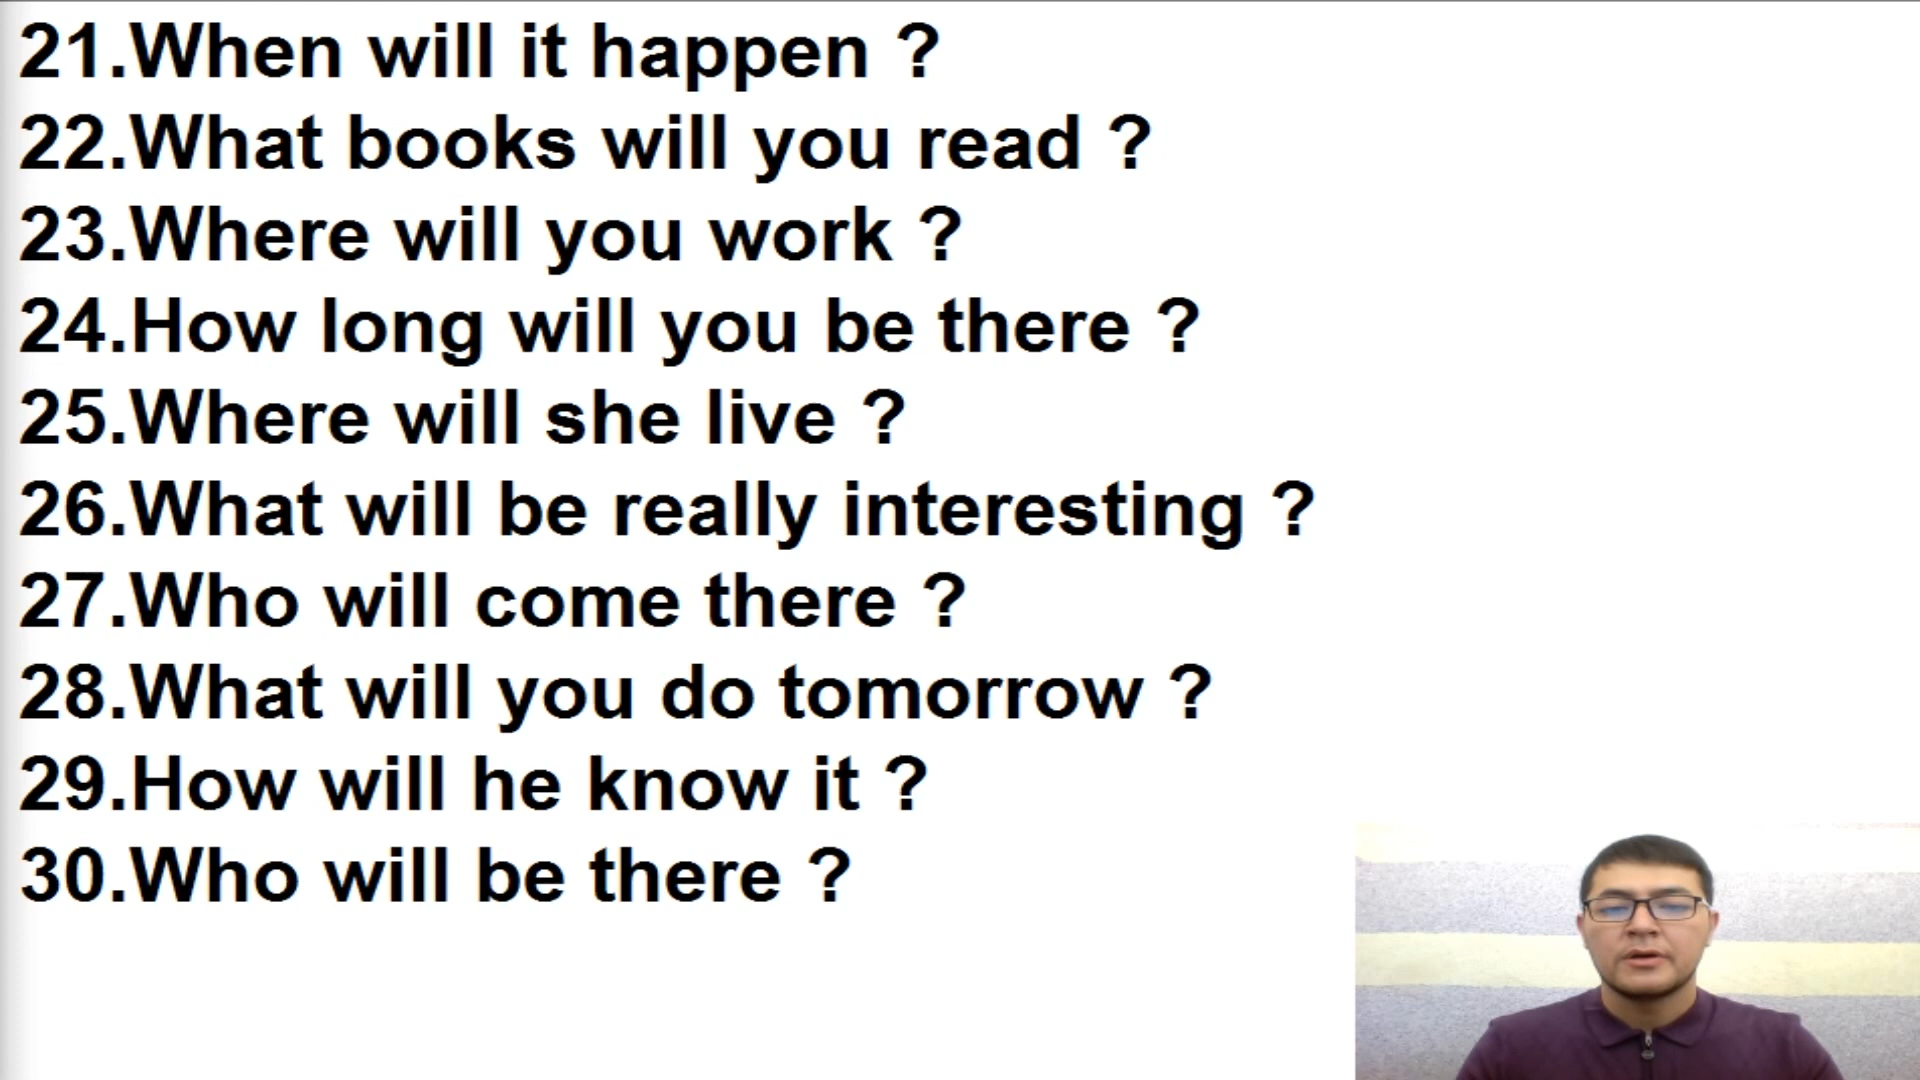 21.When will it happen ?
22.What books will you read ?
23.Where will you work ?
24.How long will you be there ?
25.Where will she live ?
26.What will be really interesting ?
27.Who will come there ?
28.What will you do tomorrow ?
29.How will he know it ?
30.Who will be there ?